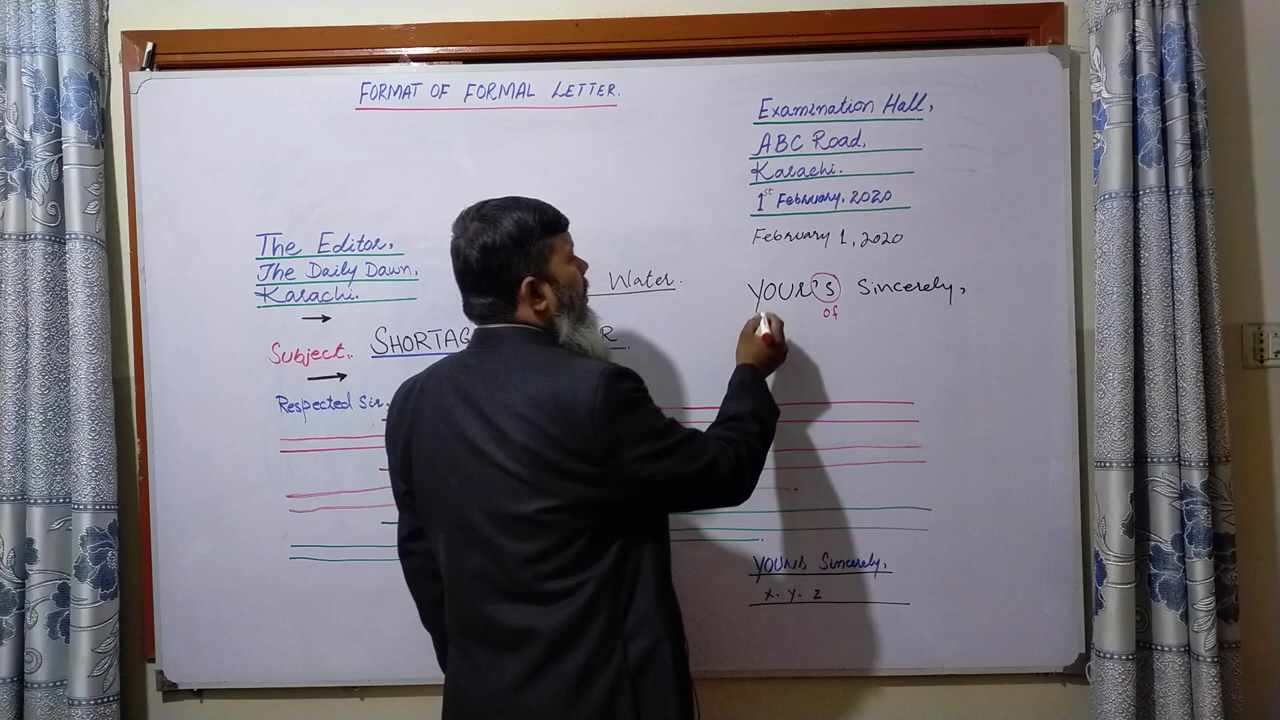 FORMAT OF FORMAL LETTER.
Examination Hall,
ABC Road,
Karachi.
1st February, 2020
February 1, 2020
The Editor,
The Daily Dawn,
Karachi.
Water.
YOUR'S Sincerely,
of
Subject:. SHORTAG R
Respected Sir,
YOURS Sincerely,
X. Y. Z